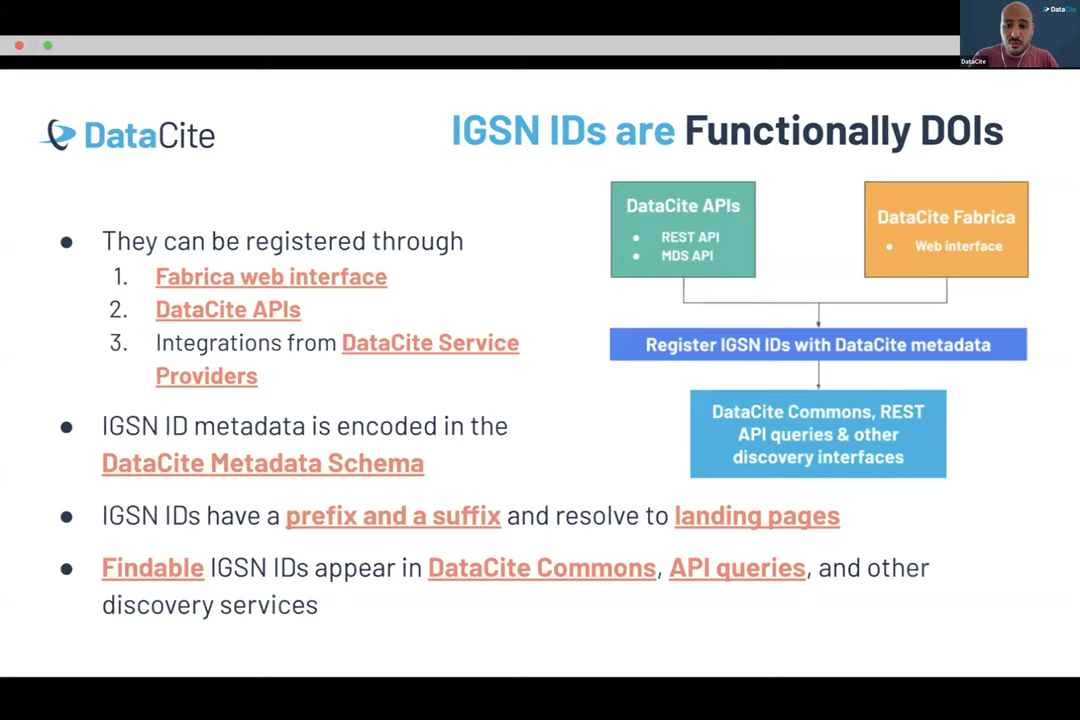 DataCite
DataCite
DataCite
IGSN IDs are Functionally DOIs
● They can be registered through
1. Fabrica web interface
2. DataCite APIs
3. Integrations from DataCite Service
Providers
● IGSN ID metadata is encoded in the
DataCite Metadata Schema
● IGSN IDs have a prefix and a suffix and resolve to landing pages
● Findable IGSN IDs appear in DataCite Commons, API queries, and other
discovery services
DataCite APIs
● REST API
● MDS API
DataCite Fabrica
● Web interface
Register IGSN IDs with DataCite metadata
DataCite Commons, REST
API queries & other
discovery interfaces